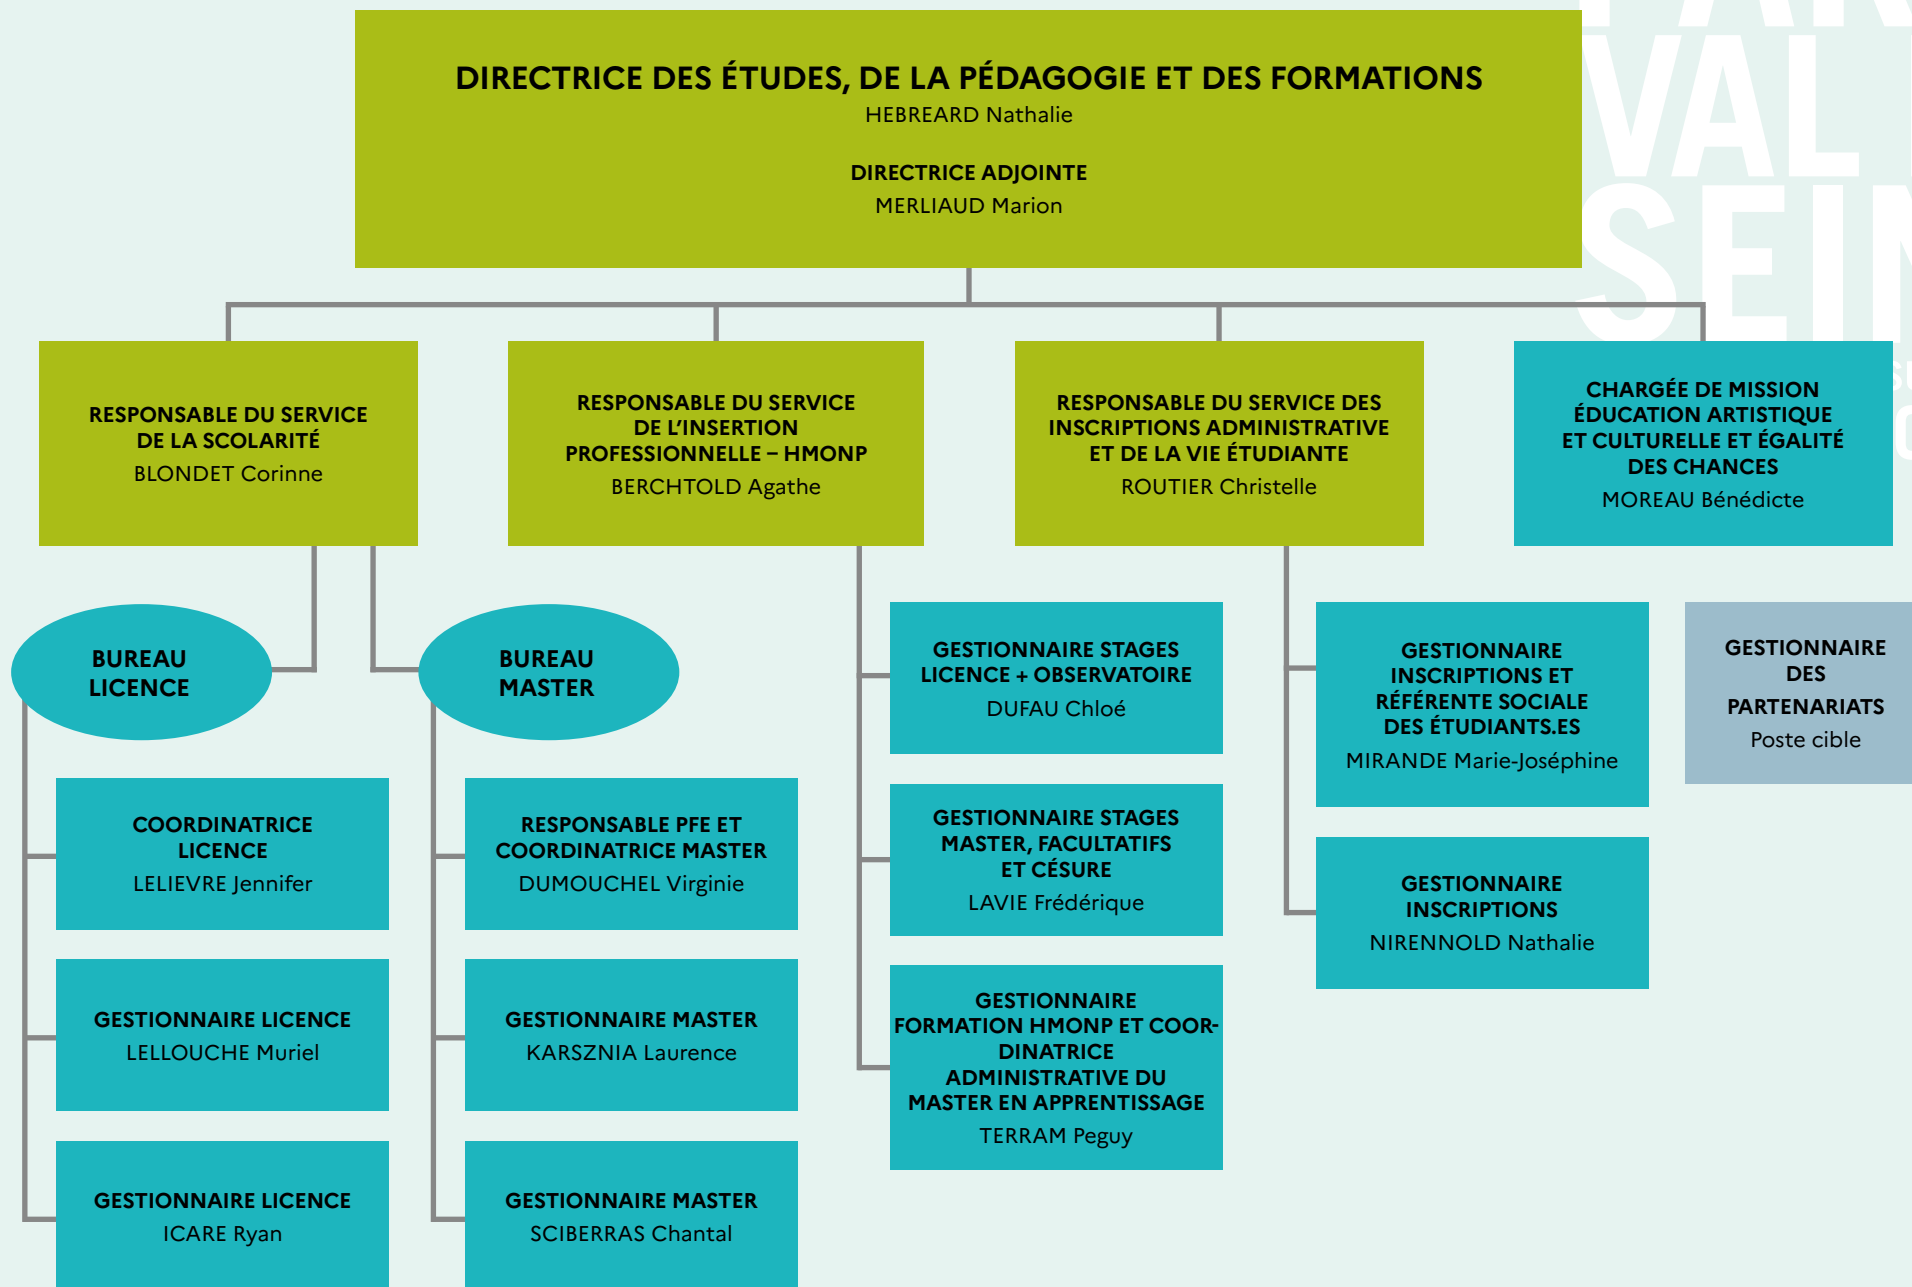 DIRECTRICE DES ÉTUDES, DE LA PÉDAGOGIE ET DES FORMATIONS
HEBREARD Nathalie
DIRECTRICE ADJOINTE
MERLIAUD Marion
VAL
RESPONSABLE DU SERVICE
DE LA SCOLARITÉ
BLONDET Corinne
RESPONSABLE DU SERVICE
DE L'INSERTION
PROFESSIONNELLE – HMONP
BERCHTOLD Agathe
RESPONSABLE DU SERVICE DES
INSCRIPTIONS ADMINISTRATIVE
ET DE LA VIE ÉTUDIANTE
ROUTIER Christelle
CHARGÉE DE MISSION
ÉDUCATION ARTISTIQUE
ET CULTURELLE ET ÉGALITÉ
DES CHANCES
MOREAU Bénédicte
BUREAU
LICENCE
COORDINATRICE
LICENCE
LELIEVRE Jennifer
GESTIONNAIRE LICENCE
LELLOUCHE Muriel
GESTIONNAIRE LICENCE
ICARE Ryan
BUREAU
MASTER
RESPONSABLE PFE ET
COORDINATRICE MASTER
DUMOUCHEL Virginie
GESTIONNAIRE MASTER
KARSZNIA Laurence
GESTIONNAIRE MASTER
SCIBERRAS Chantal
GESTIONNAIRE STAGES
LICENCE + OBSERVATOIRE
DUFAU Chloé
GESTIONNAIRE STAGES
MASTER, FACULTATIFS
ET CÉSURE
LAVIE Frédérique
GESTIONNAIRE
FORMATION HMONP ET COOR-
DINATRICE
ADMINISTRATIVE DU
MASTER EN APPRENTISSAGE
TERRAM Peguy
GESTIONNAIRE
INSCRIPTIONS ET
RÉFÉRENTE SOCIALE
DES ÉTUDIANTS.ES
MIRANDE Marie-Joséphine
GESTIONNAIRE
INSCRIPTIONS
NIRENNOLD Nathalie
GESTIONNAIRE
DES
PARTENARIATS
Poste cible